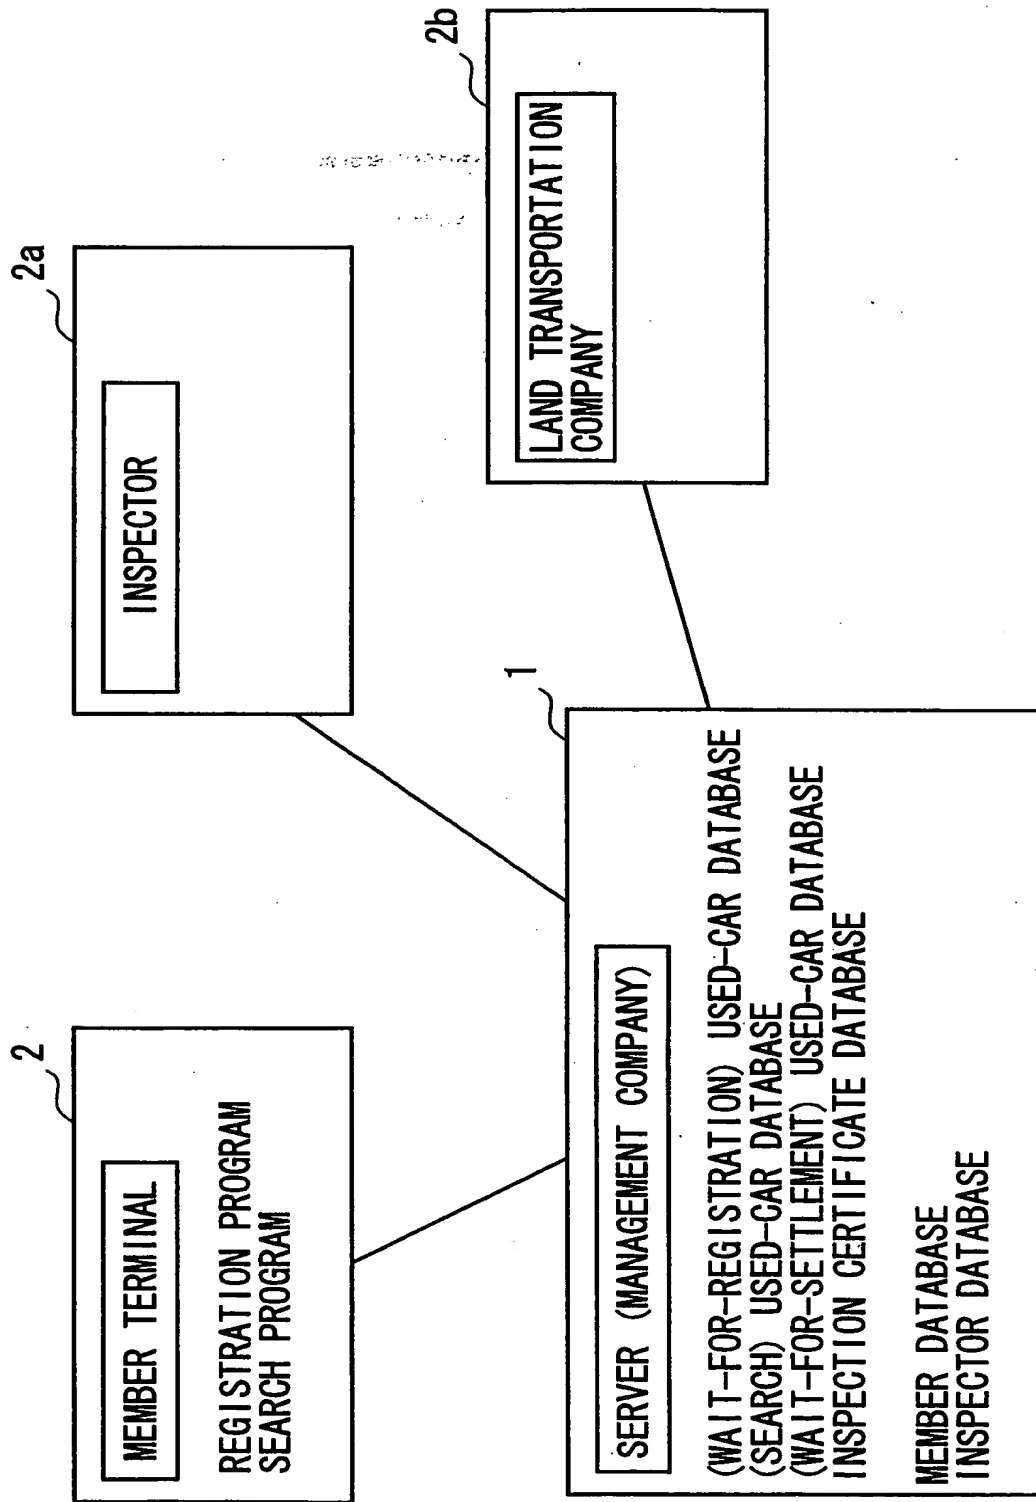 2
MEMBER TERMINAL
REGISTRATION PROGRAM
SEARCH PROGRAM
2a
INSPECTOR
2b
LAND TRANSPORTATION
COMPANY
1
SERVER (MANAGEMENT COMPANY)
(WAIT-FOR-REGISTRATION) USED-CAR DATABASE
(SEARCH) USED-CAR DATABASE
(WAIT-FOR-SETTLEMENT) USED-CAR DATABASE
INSPECTION CERTIFICATE DATABASE
MEMBER DATABASE
INSPECTOR DATABASE